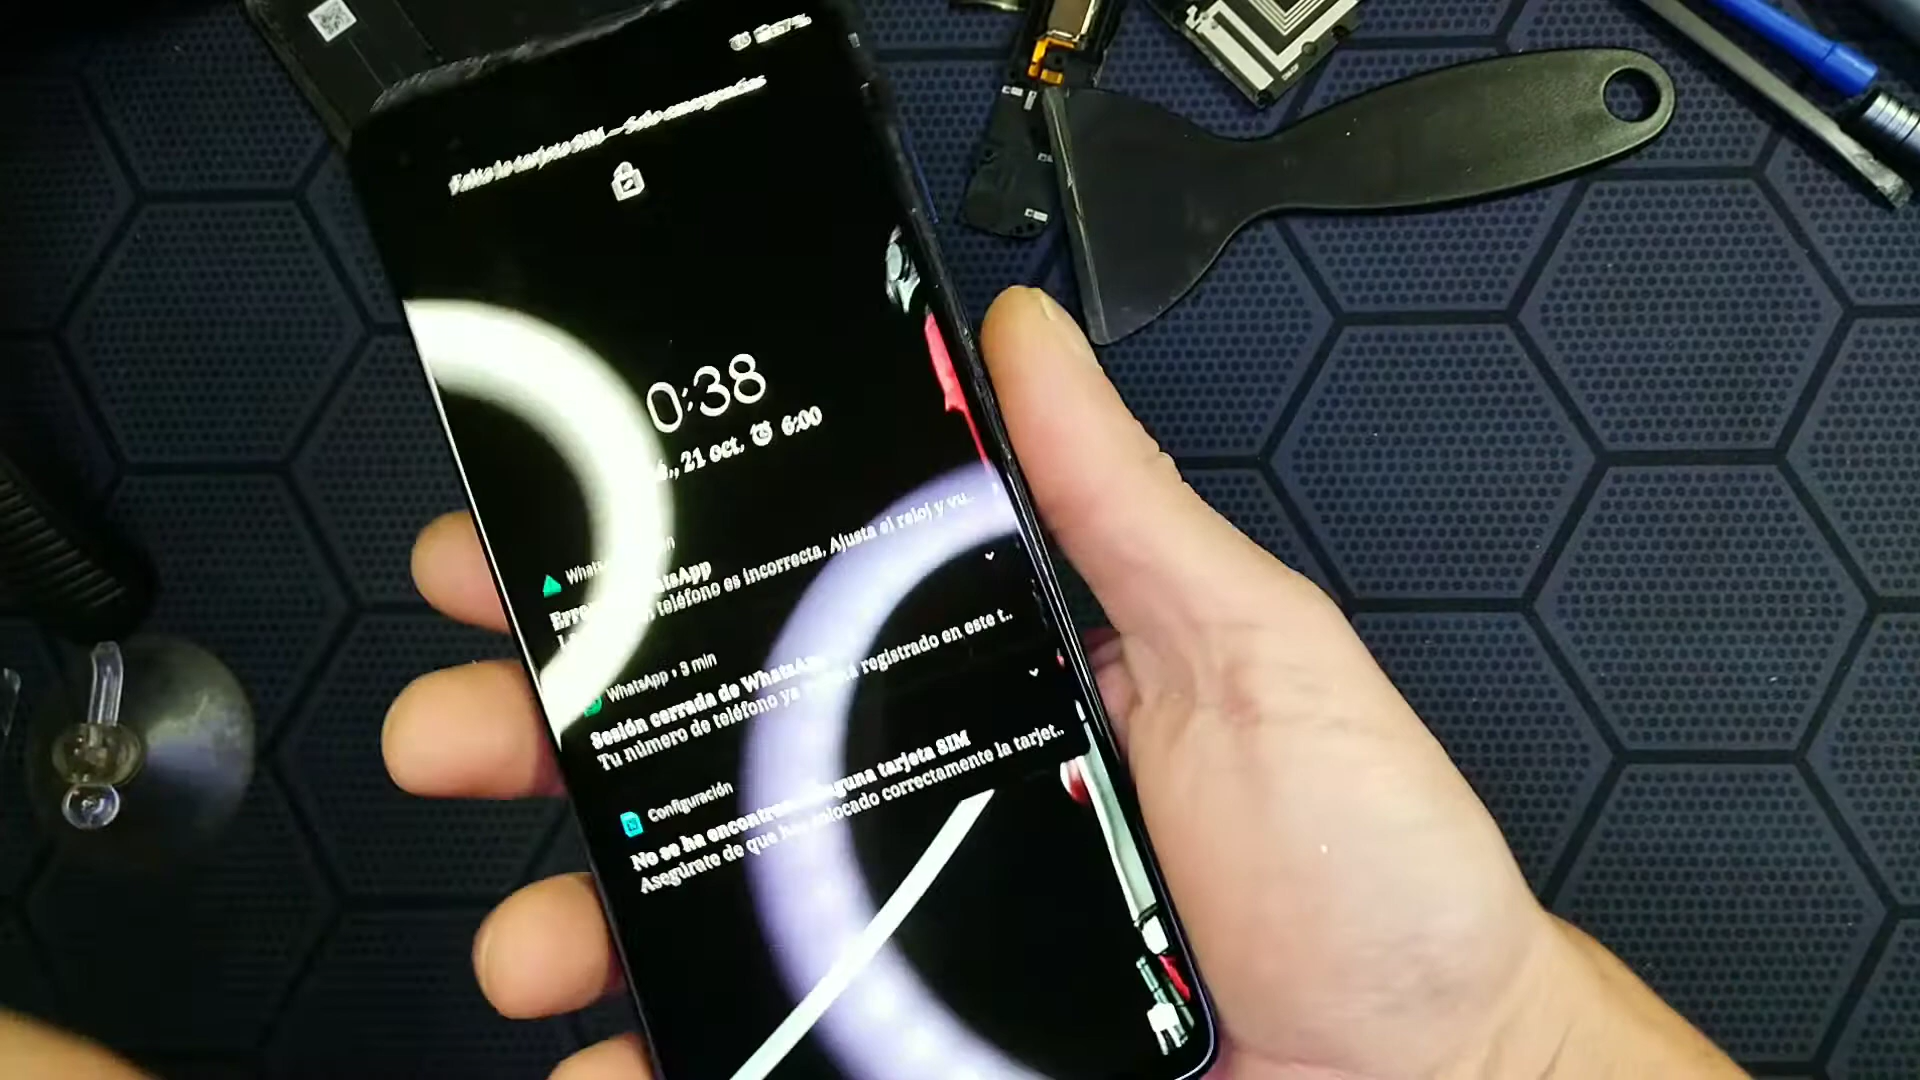 Falta la tarjeta SIM – Solo emergencias
0:38
21 oct. 6:00
teléfono es incorrecta, Ajusta el reloj y vu..
WhatsApp • 3 min
Sesión cerrada de WhatsApp
Tu número de teléfono ya registrado en este t..
Configuración
No se ha encontrado ninguna tarjeta SIM
Asegúrate de que has colocado correctamente la tarjet..